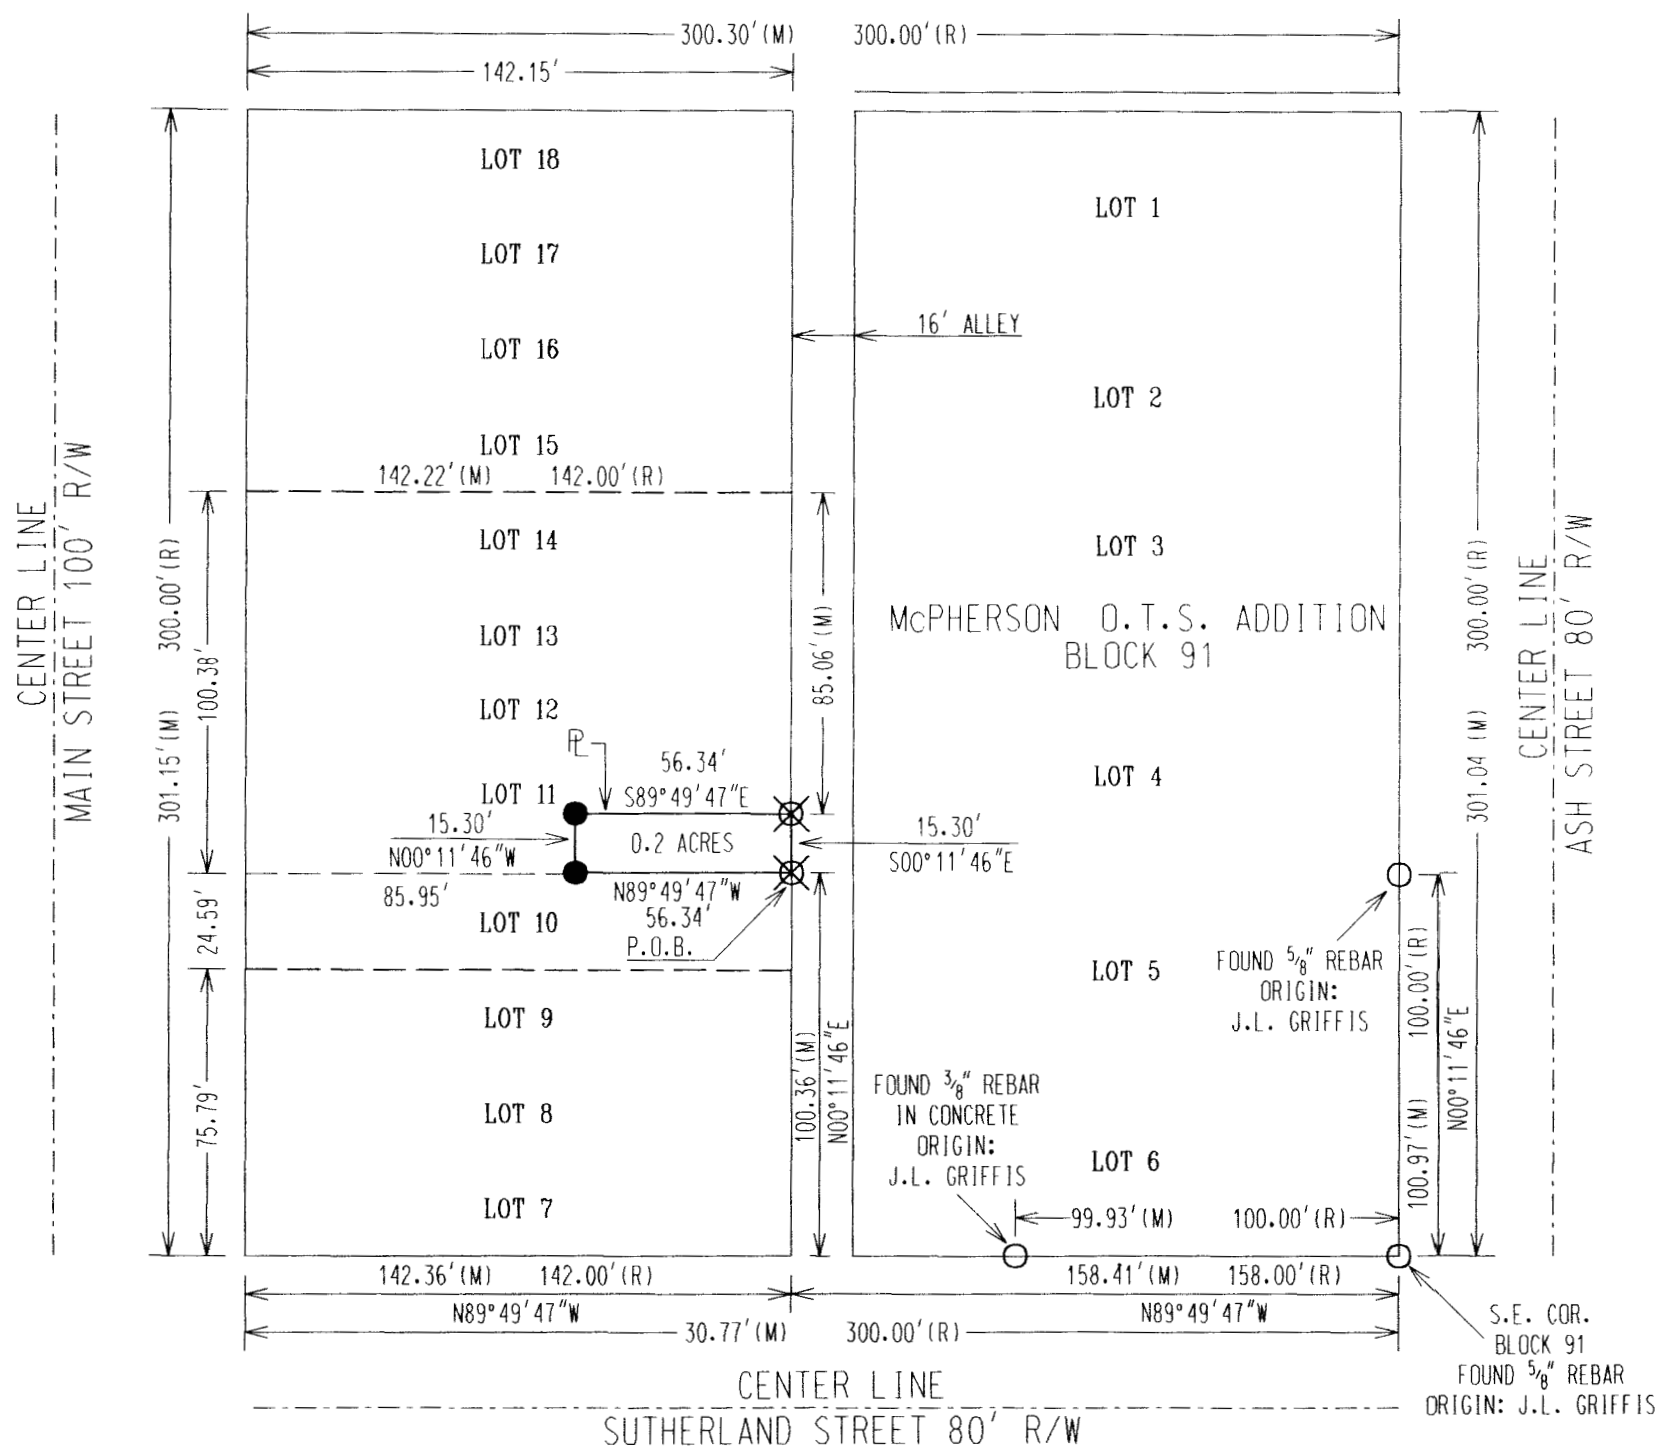 300.30'(M) 300.00'(R)
142.15'
LOT 18
LOT 17
LOT 16
LOT 15
142.22'(M) 142.00'(R)
LOT 14
LOT 13
LOT 12
LOT 11
LOT 10
LOT 9
LOT 8
LOT 7
LOT 1
LOT 2
LOT 3
LOT 4
LOT 5
LOT 6
16' ALLEY
McPHERSON O.T.S. ADDITION
BLOCK 91
CENTER LINE
MAIN STREET 100' R/W
301.15'(M) 300.00'(R)
100.38'
24.59'
75.79'
85.06'(M)
PL
56.34'
S89°49'47"E
0.2 ACRES
15.30'
N00°11'46"W
85.95'
N89°49'47"W
56.34'
P.O.B.
15.30'
S00°11'46"E
100.36'(M)
N00°11'46"E
FOUND 3/8" REBAR
IN CONCRETE
ORIGIN:
J.L. GRIFFIS
FOUND 5/8" REBAR
ORIGIN:
J.L. GRIFFIS
100.97'(M) 100.00'(R)
N00°11'46"E
301.04 (M) 300.00'(R)
CENTER LINE
ASH STREET 80' R/W
99.93'(M) 100.00'(R)
142.36'(M) 142.00'(R)
N89°49'47"W
158.41'(M) 158.00'(R)
N89°49'47"W
30.77'(M) 300.00'(R)
S.E. COR.
BLOCK 91
FOUND 5/8" REBAR
ORIGIN: J.L. GRIFFIS
CENTER LINE
SUTHERLAND STREET 80' R/W